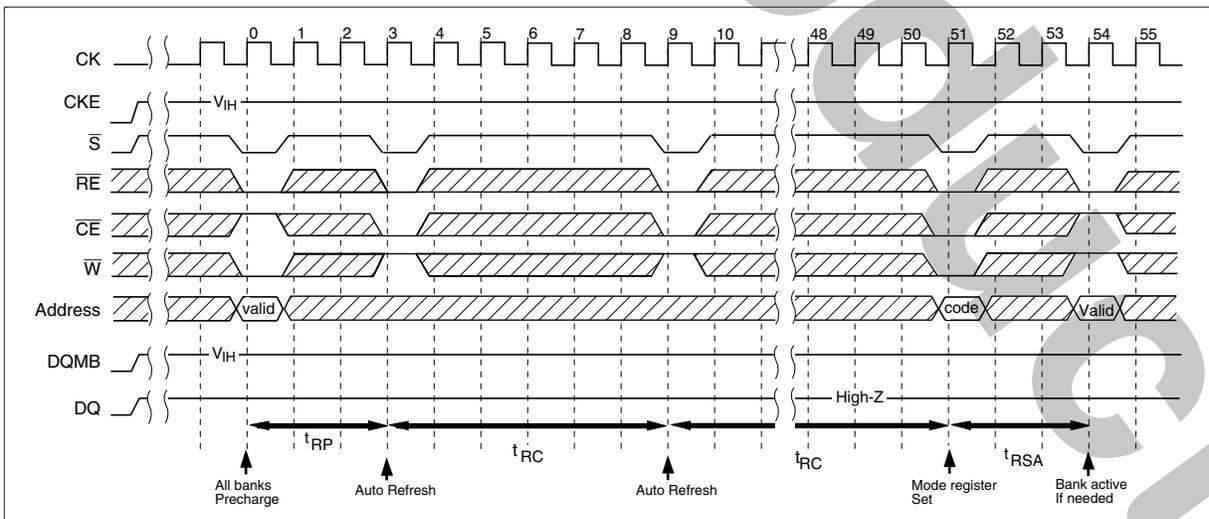 0 1 2 3 4 5 6 7 8 9 10 48 49 50 51 52 53 54 55
CK
CKE
VIH
S
RE
CE
W
Address
valid
code
Valid
DQMB
VIH
DQ
High-Z
tRP
tRC
tRC
tRSA
All banks
Precharge
Auto Refresh
Auto Refresh
Mode register
Set
Bank active
If needed